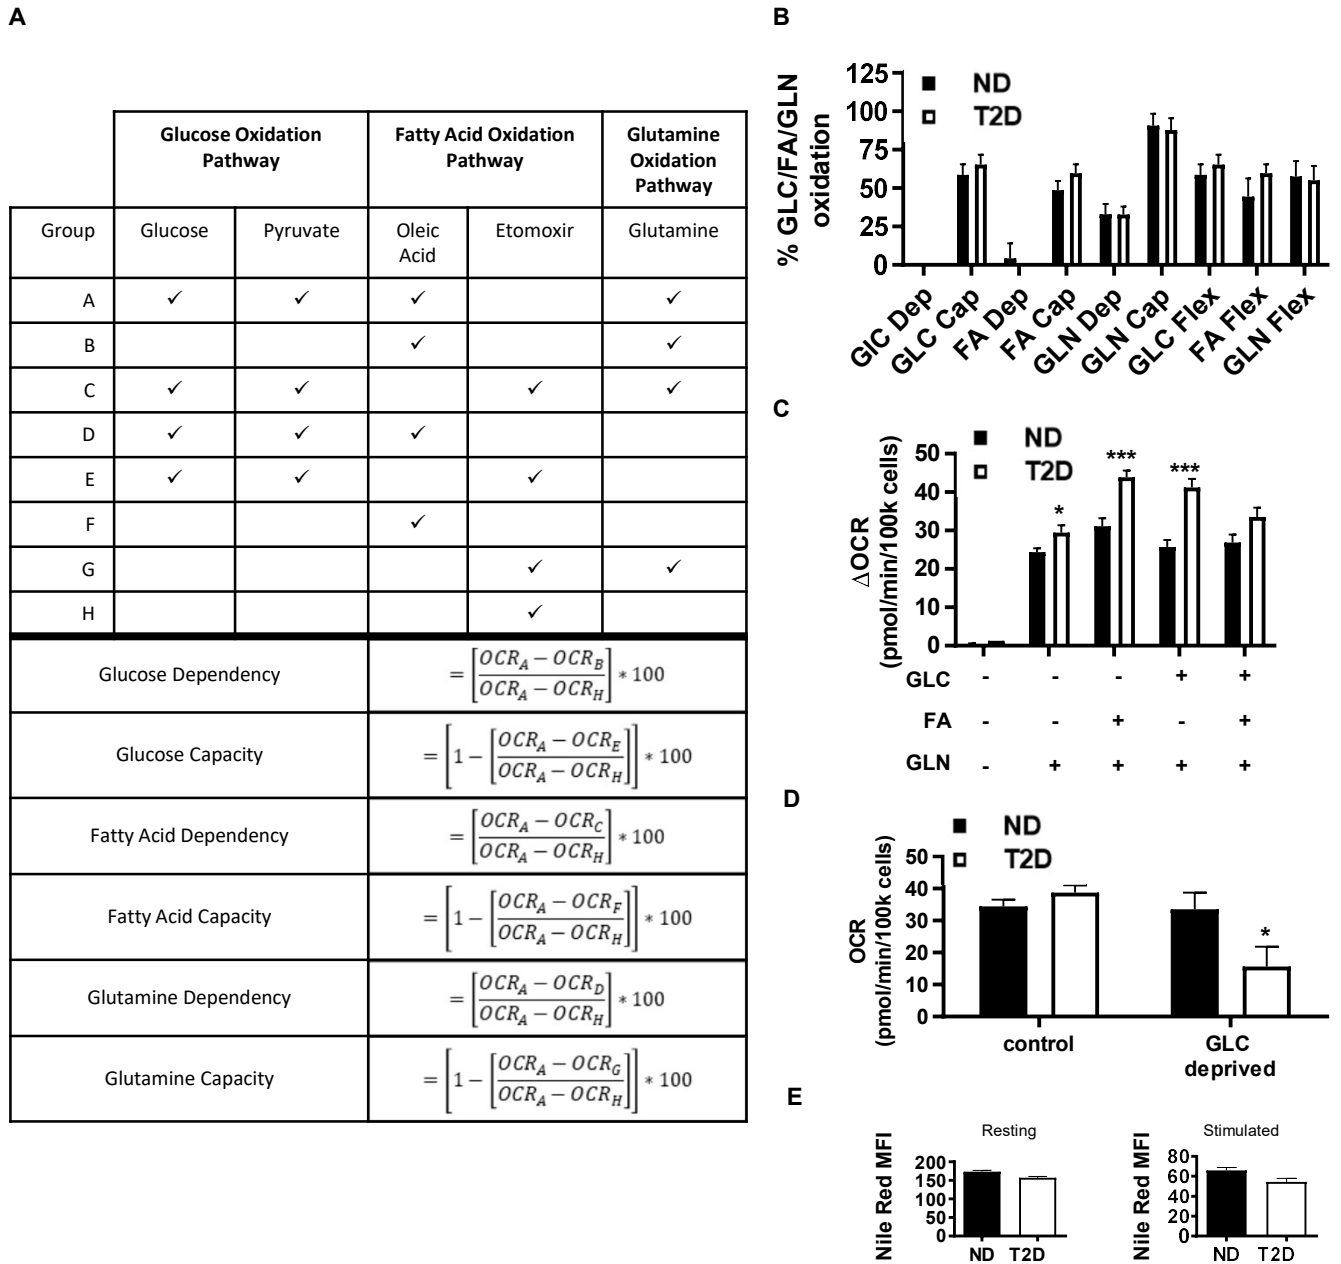 A
Glucose Oxidation
Pathway
Fatty Acid Oxidation
Pathway
Glutamine
Oxidation
Pathway
Group Glucose Pyruvate Oleic
Acid Etomoxir Glutamine
A ✓ ✓ ✓ ✓
B ✓ ✓
C ✓ ✓ ✓ ✓
D ✓ ✓ ✓
E ✓ ✓ ✓
F ✓
G ✓ ✓
H ✓
Glucose Dependency = [(OCR_A − OCR_B)/(OCR_A − OCR_H)] * 100
Glucose Capacity = [1 − [(OCR_A − OCR_E)/(OCR_A − OCR_H)]] * 100
Fatty Acid Dependency = [(OCR_A − OCR_C)/(OCR_A − OCR_H)] * 100
Fatty Acid Capacity = [1 − [(OCR_A − OCR_F)/(OCR_A − OCR_H)]] * 100
Glutamine Dependency = [(OCR_A − OCR_D)/(OCR_A − OCR_H)] * 100
Glutamine Capacity = [1 − [(OCR_A − OCR_G)/(OCR_A − OCR_H)]] * 100
B
% GLC/FA/GLN
oxidation
125
100
75
50
25
0
ND
T2D
GlC Dep
GLC Cap
FA Dep
FA Cap
GLN Dep
GLN Cap
GLC Flex
FA Flex
GLN Flex
C
ΔOCR
(pmol/min/100k cells)
50
40
30
20
10
0
ND
T2D
*
***
***
GLC - - - + +
FA - - + - +
GLN - + + + +
D
OCR
(pmol/min/100k cells)
50
40
30
20
10
0
ND
T2D
*
control
GLC
deprived
E
Resting
Nile Red MFI
200
150
100
50
0
ND T2D
Stimulated
Nile Red MFI
80
60
40
20
0
ND T2D